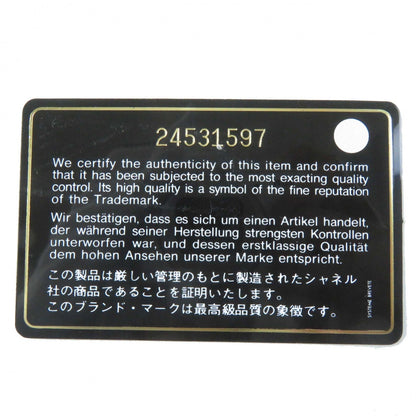 24531597
We certify the authenticity of this item and confirm
that it has been subjected to the most exacting quality
control. Its high quality is a symbol of the fine reputation
of the Trademark.
Wir bestätigen, dass es sich um einen Artikel handelt,
der während seiner Herstellung strengsten Kontrollen
unterworfen war, und dessen erstklassige Qualität
dem hohen Ansehen unserer Marke entspricht.
この製品は厳しい管理のもとに製造されたシャネル
社の商品であることを証明いたします。
このブランド・マークは最高級品質の象徴です。
SYSTÈME BREVETÉ